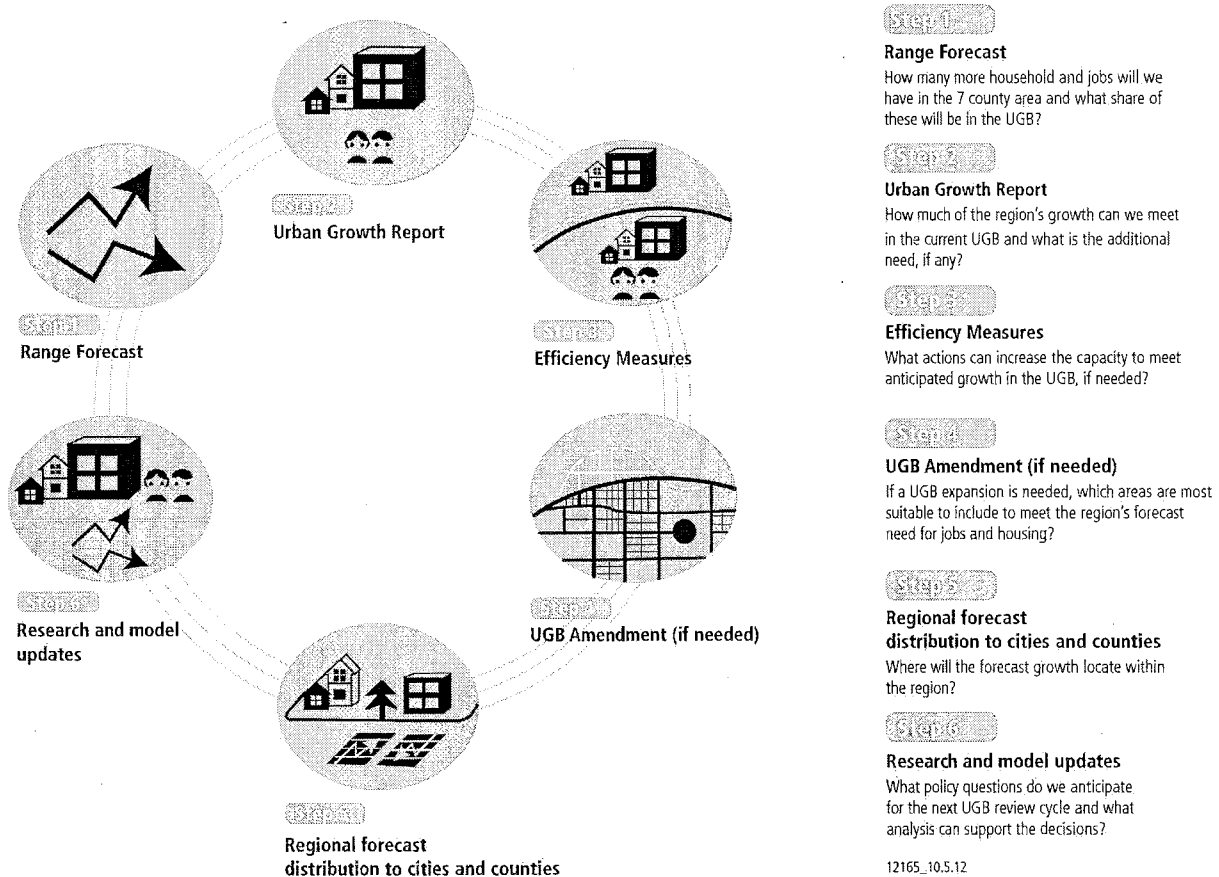 Step 1
Range Forecast
Step 2
Urban Growth Report
Step 3
Efficiency Measures
UGB Amendment (if needed)
Step 5
Regional forecast
distribution to cities and counties
Step 6
Research and model
updates
Step 1
Range Forecast
How many more household and jobs will we
have in the 7 county area and what share of
these will be in the UGB?
Step 2
Urban Growth Report
How much of the region's growth can we meet
in the current UGB and what is the additional
need, if any?
Step 3
Efficiency Measures
What actions can increase the capacity to meet
anticipated growth in the UGB, if needed?
Step 4
UGB Amendment (if needed)
If a UGB expansion is needed, which areas are most
suitable to include to meet the region's forecast
need for jobs and housing?
Step 5
Regional forecast
distribution to cities and counties
Where will the forecast growth locate within
the region?
Step 6
Research and model updates
What policy questions do we anticipate
for the next UGB review cycle and what
analysis can support the decisions?
12165_10.5.12